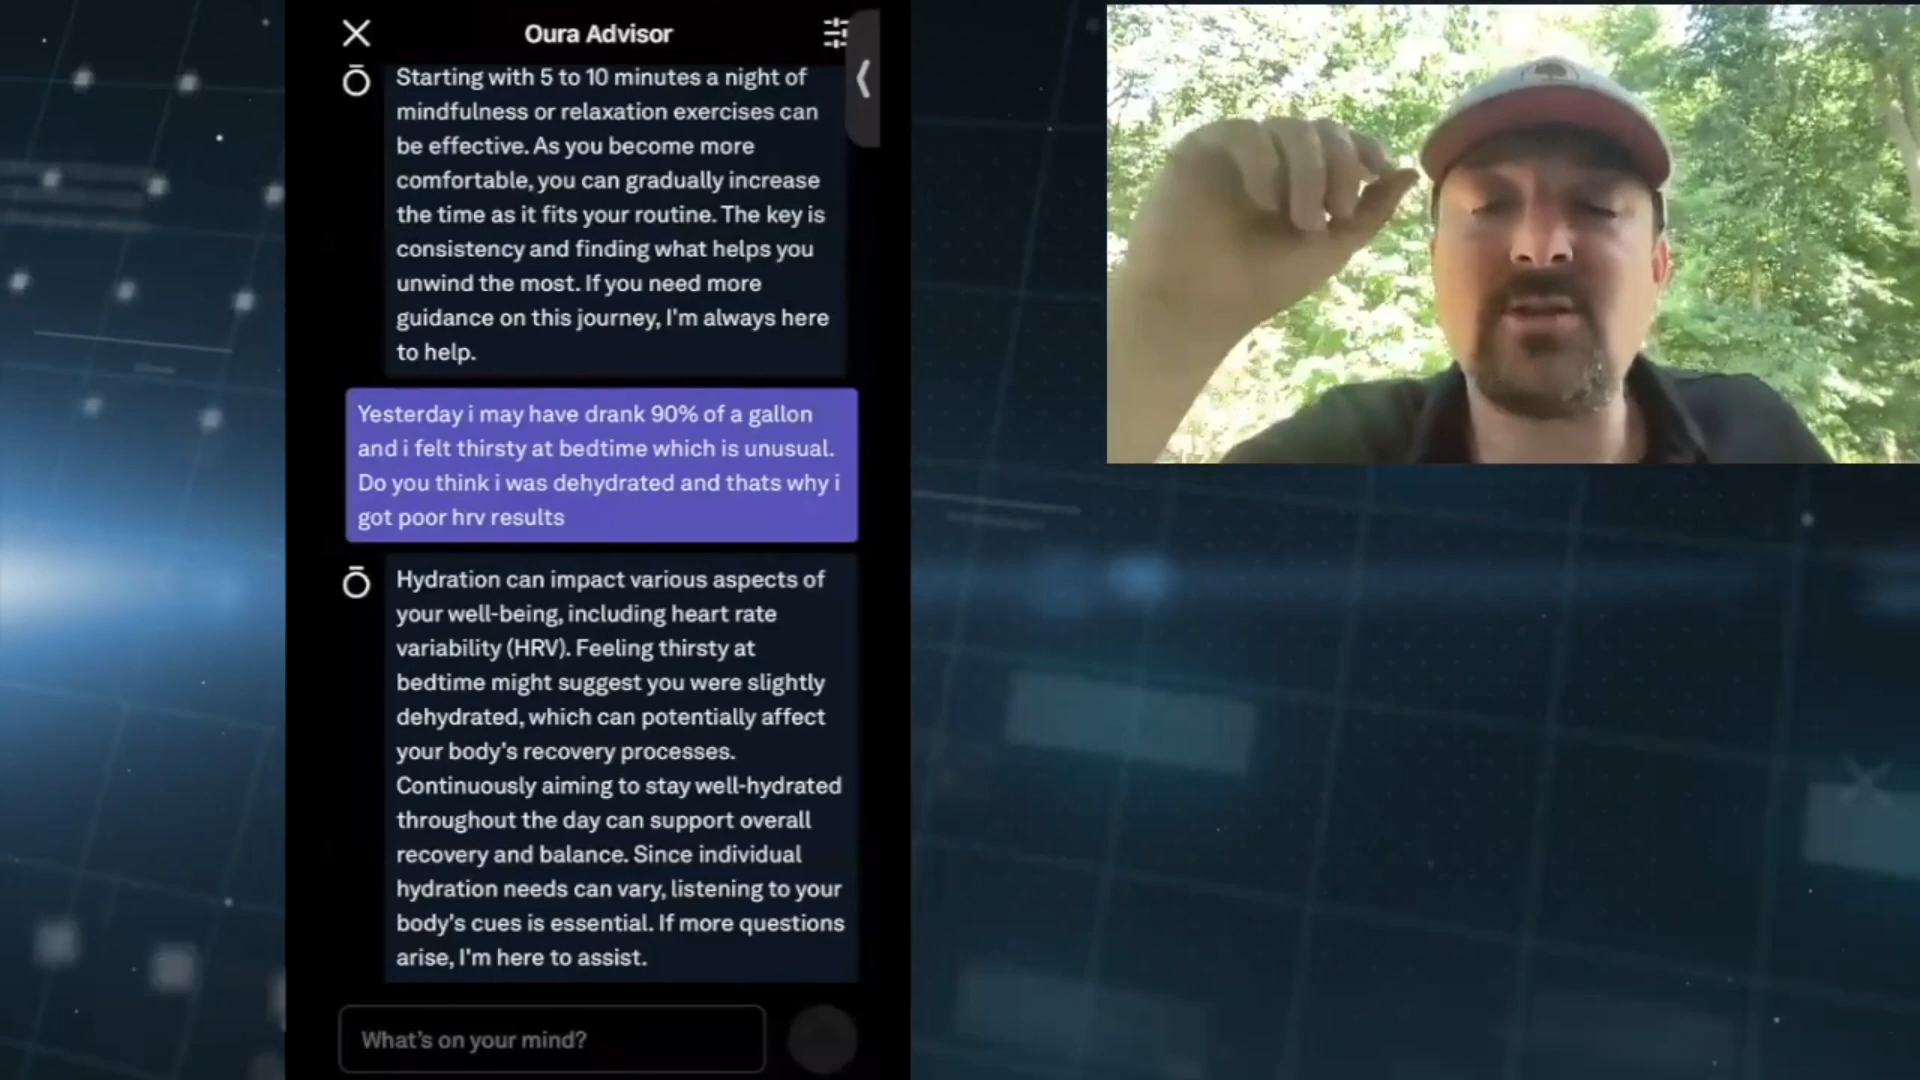 Oura Advisor
Starting with 5 to 10 minutes a night of
mindfulness or relaxation exercises can
be effective. As you become more
comfortable, you can gradually increase
the time as it fits your routine. The key is
consistency and finding what helps you
unwind the most. If you need more
guidance on this journey, I'm always here
to help.
Yesterday i may have drank 90% of a gallon
and i felt thirsty at bedtime which is unusual.
Do you think i was dehydrated and thats why i
got poor hrv results
Hydration can impact various aspects of
your well-being, including heart rate
variability (HRV). Feeling thirsty at
bedtime might suggest you were slightly
dehydrated, which can potentially affect
your body's recovery processes.
Continuously aiming to stay well-hydrated
throughout the day can support overall
recovery and balance. Since individual
hydration needs can vary, listening to your
body's cues is essential. If more questions
arise, I'm here to assist.
What's on your mind?